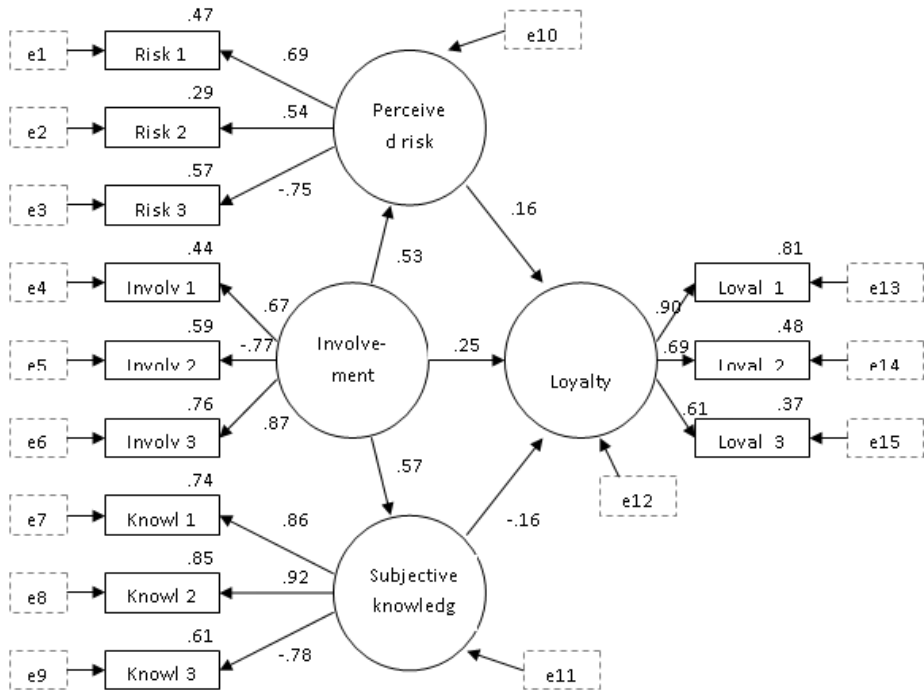 .47
e1
Risk 1
e10
.69
.29
e2
Risk 2
.54
Perceive
d risk
.57
e3
Risk 3
-.75
.16
.44
.53
.81
e4
Involv 1
.67
.90
Loval 1
e13
.59
.48
e5
Involv 2
-.77
Involve-
ment
.25
.69
Loval 2
e14
Loyalty
.76
.37
e6
Involv 3
.87
.61
Loval 3
e15
.57
e12
.74
e7
Knowl 1
.86
-.16
.85
e8
Knowl 2
.92
Subjective
knowledg
.61
e9
Knowl 3
-.78
e11